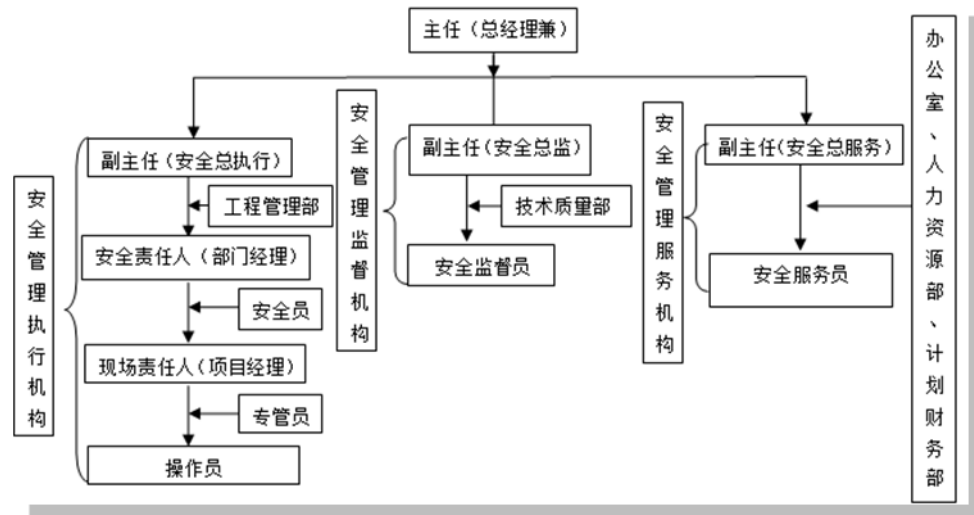 主任（总经理兼）
安全管理执行机构
副主任（安全总执行）
工程管理部
安全责任人（部门经理）
安全员
现场责任人（项目经理）
专管员
操作员
安全管理监督机构
副主任（安全总监）
技术质量部
安全监督员
安全管理服务机构
副主任（安全总服务）
安全服务员
办公室、人力资源部、计划财务部